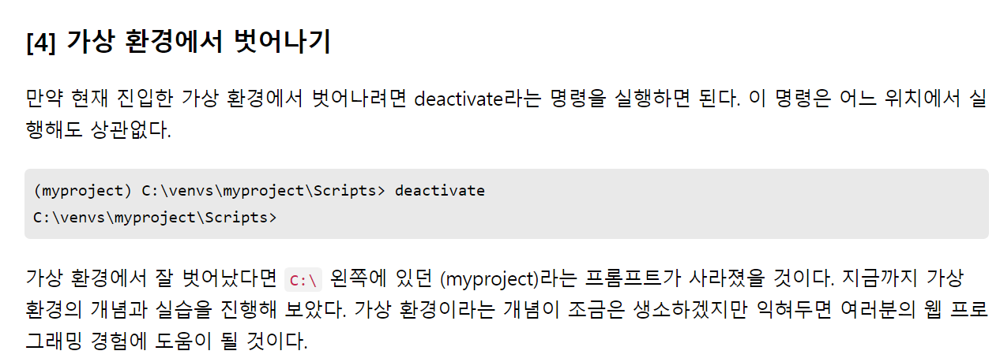 [4] 가상 환경에서 벗어나기
만약 현재 진입한 가상 환경에서 벗어나려면 deactivate라는 명령을 실행하면 된다. 이 명령은 어느 위치에서 실
행해도 상관없다.
(myproject) C:\venvs\myproject\Scripts> deactivate
C:\venvs\myproject\Scripts>
가상 환경에서 잘 벗어났다면 C:\ 왼쪽에 있던 (myproject)라는 프롬프트가 사라졌을 것이다. 지금까지 가상
환경의 개념과 실습을 진행해 보았다. 가상 환경이라는 개념이 조금은 생소하겠지만 익혀두면 여러분의 웹 프로
그래밍 경험에 도움이 될 것이다.